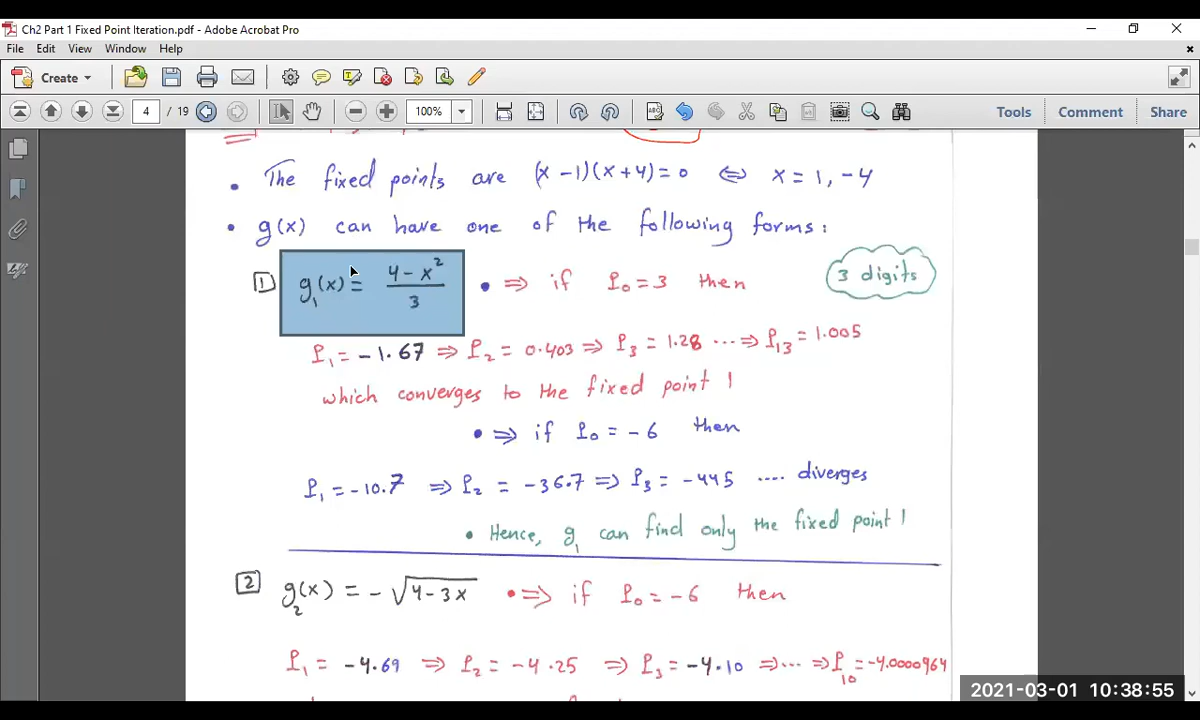 Ch2 Part 1 Fixed Point Iteration.pdf - Adobe Acrobat Pro
File Edit View Window Help
Create
4 / 19 100% Tools Comment Share
• The fixed points are (x-1)(x+4)=0 ⇔ x = 1, -4
• g(x) can have one of the following forms:
1 g₁(x) = (4-x²)/3 • ⇒ if P₀=3 then 3 digits
P₁ = -1.67 ⇒ P₂ = 0.403 ⇒ P₃ = 1.28 ... ⇒ P₁₃ = 1.005
which converges to the fixed point 1
• ⇒ if P₀ = -6 then
P₁ = -10.7 ⇒ P₂ = -36.7 ⇒ P₃ = -445 .... diverges
• Hence, g₁ can find only the fixed point 1
2 g₂(x) = -√(4-3x) • ⇒ if P₀ = -6 then
P₁ = -4.69 ⇒ P₂ = -4.25 ⇒ P₃ = -4.10 ⇒ ... ⇒ P₁₀ = -4.0000964
2021-03-01 10:38:55